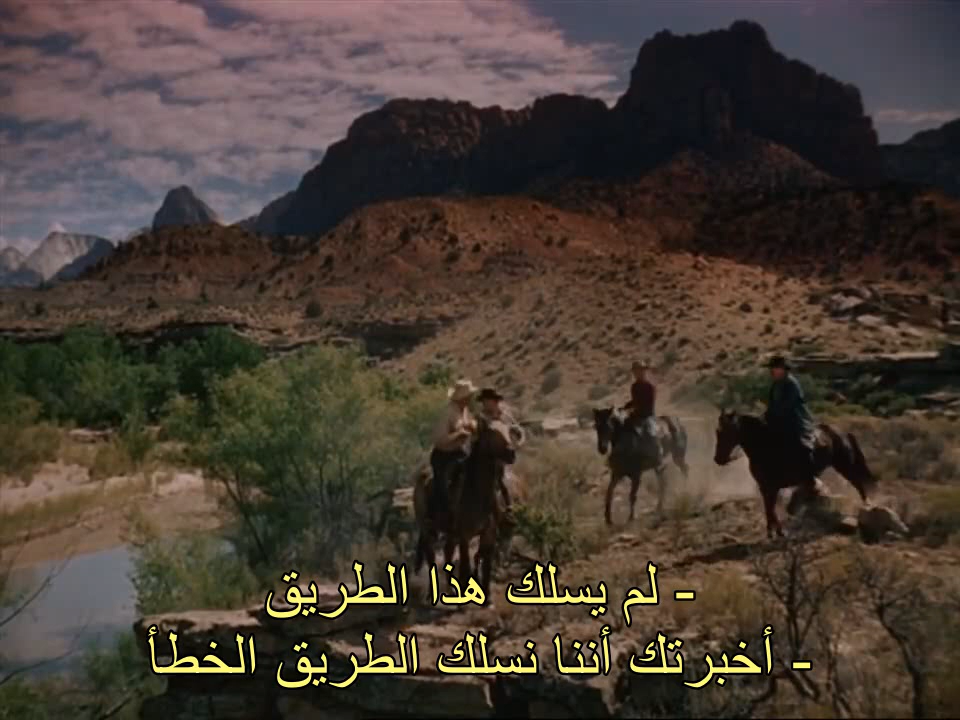 - لم يسلك هذا الطريق
- أخبرتك أننا نسلك الطريق الخطأ